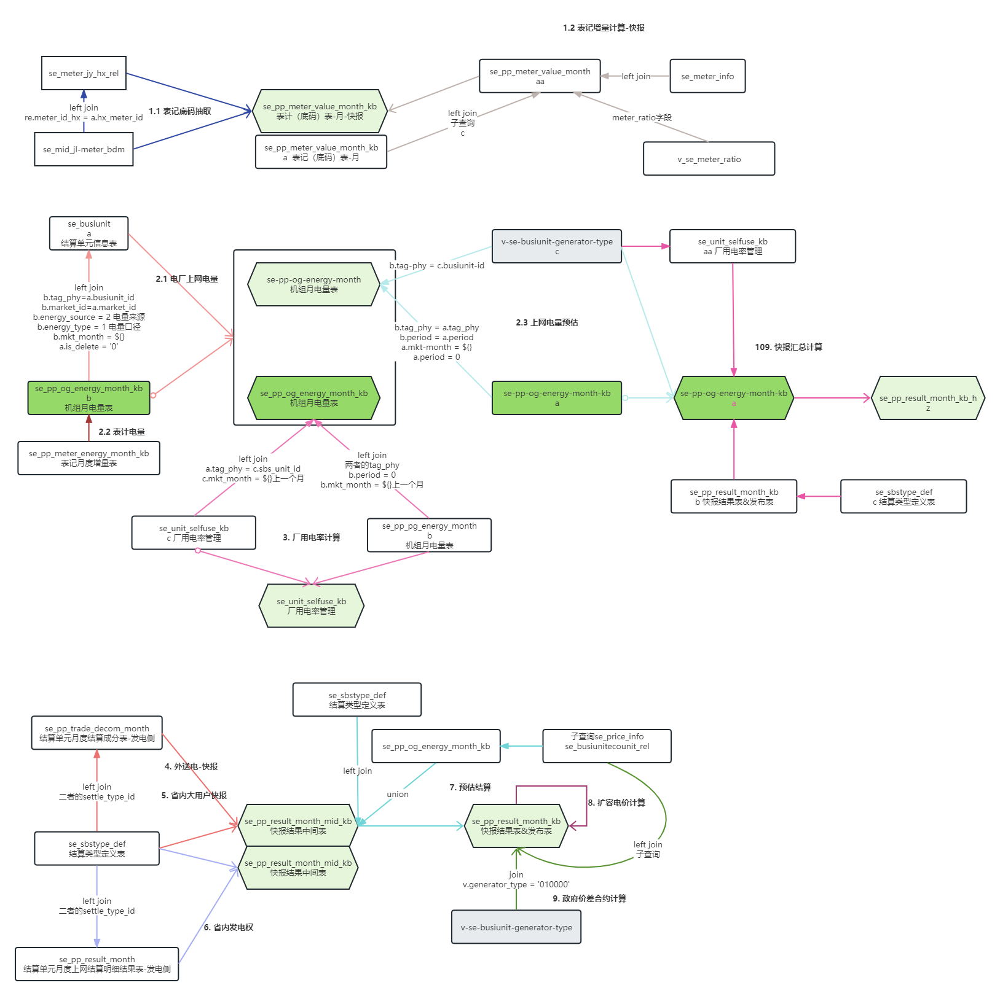 1.2 表记增量计算-快报
se_meter_jy_hx_rel
left join
re.meter_id_hx = a.hx_meter_id
se_mid_jl-meter_bdm
1.1 表记底码抽取
se_pp_meter_value_month_kb
表计（底码）表-月-快报
se_pp_meter_value_month_kb
a  表记（底码）表-月
left join
子查询
c
se_pp_meter_value_month
aa
left join
se_meter_info
meter_ratio字段
v_se_meter_ratio
se_busiunit
a
结算单元信息表
2.1 电厂上网电量
left join
b.tag_phy=a.busiunit_id
b.market_id=a.market_id
b.energy_source = 2 电量来源
b.energy_type = 1 电量口径
b.mkt_month = ${}
a.is_delete = '0'
se_pp_og_energy_month_kb
b
机组月电量表
2.2 表计电量
se_pp_meter_energy_month_kb
表记月度增量表
se-pp-og-energy-month
机组月电量表
se_pp_og_energy_month_kb
机组月电量表
b.tag-phy = c.busiunit-id
v-se-busiunit-generator-type
c
b.tag_phy = a.tag_phy
b.period = a.period
a.mkt-month = ${}
a.period = 0
2.3 上网电量预估
se-pp-og-energy-month-kb
a
se_unit_selfuse_kb
aa 厂用电率管理
109. 快报汇总计算
se-pp-og-energy-month-kb
a
se_pp_result_month_kb_h
z
se_pp_result_month_kb
b 快报结果表&发布表
se_sbstype_def
c 结算类型定义表
left join
a.tag_phy = c.sbs_unit_id
c.mkt_month = ${}上一个月
left join
两者的tag_phy
b.period = 0
b.mkt_month = ${}上一个月
se_unit_selfuse_kb
c 厂用电率管理
3. 厂用电率计算
se_pp_pg_energy_month
b
机组月电量表
se_unit_selfuse_kb
厂用电率管理
se_sbstype_def
结算类型定义表
se_pp_trade_decom_month
结算单元月度结算成分表-发电侧
4. 外送电-快报
left join
二者的settle_type_id
5. 省内大用户快报
se_sbstype_def
结算类型定义表
left join
二者的settle_type_id
6. 省内发电权
se_pp_result_month
结算单元月度上网结算明细结果表-发电侧
se_pp_result_month_mid_kb
快报结果中间表
se_pp_result_month_mid_kb
快报结果中间表
left join
se_pp_og_energy_month_kb
union
子查询se_price_info
se_busiunitecounit_rel
7. 预估结算
8. 扩容电价计算
se_pp_result_month_kb
快报结果表&发布表
left join
子查询
join
v.generator_type = '010000'
9. 政府价差合约计算
v-se-busiunit-generator-type